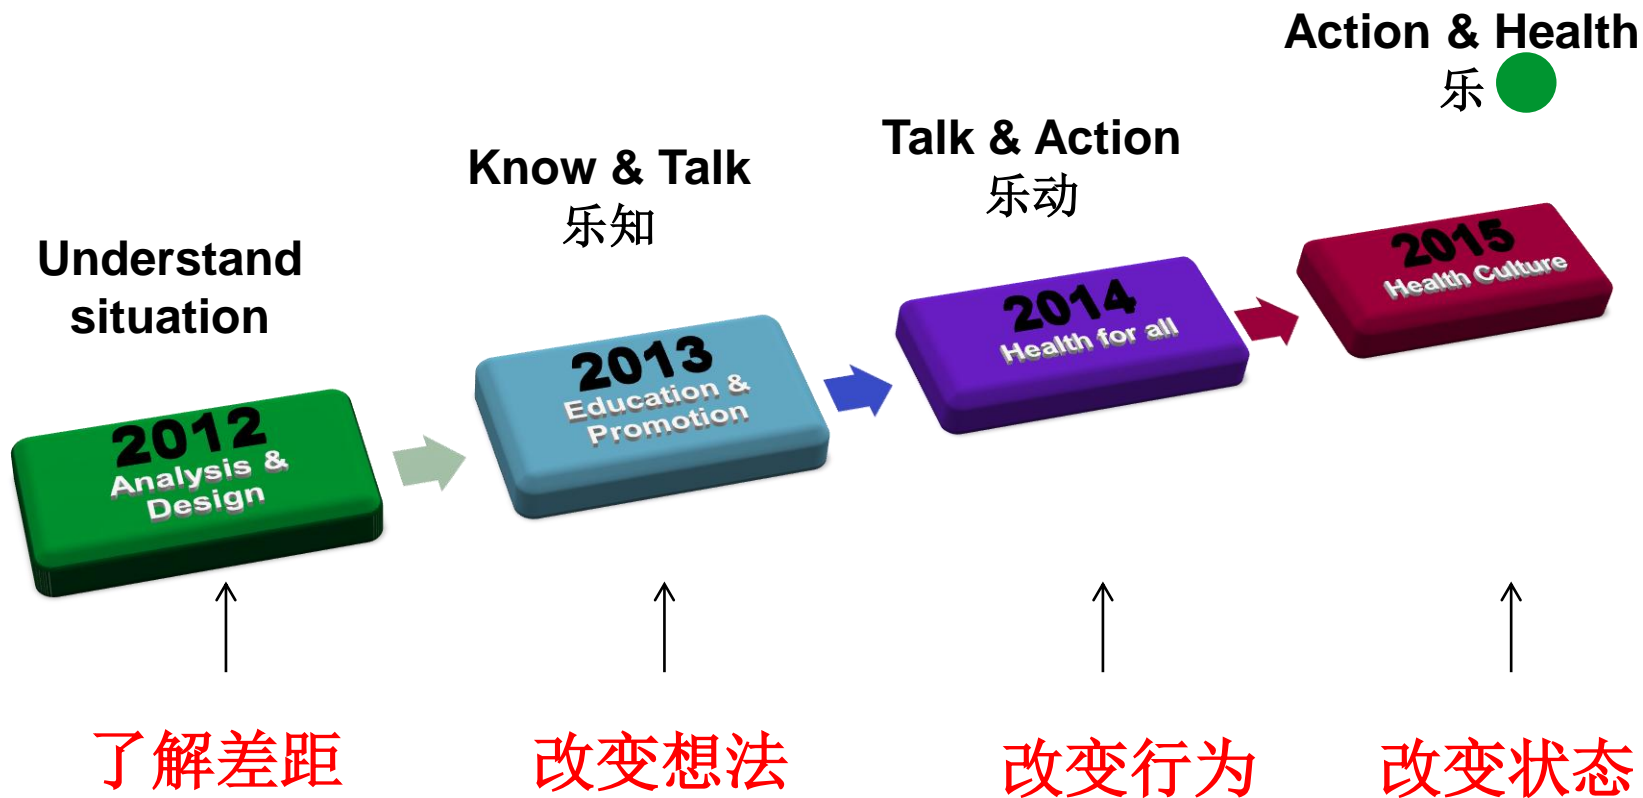 Understand
situation
2012
Analysis &
Design
了解差距
Know & Talk
乐知
2013
Education &
Promotion
改变想法
Talk & Action
乐动
2014
Health for all
改变行为
Action & Health
乐
2015
Health Culture
改变状态